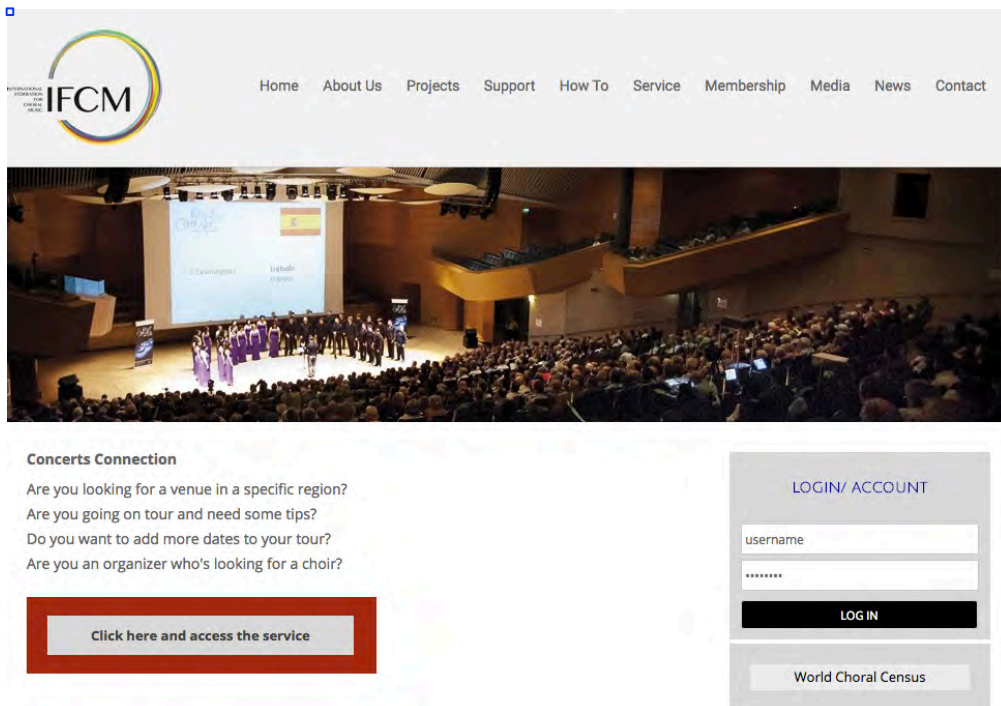 INTERNATIONAL
FEDERATION
FOR
CHORAL
MUSIC
IFCM
Home About Us Projects Support How To Service Membership Media News Contact
Concerts Connection
Are you looking for a venue in a specific region?
Are you going on tour and need some tips?
Do you want to add more dates to your tour?
Are you an organizer who's looking for a choir?
Click here and access the service
LOGIN/ ACCOUNT
username
••••••••
LOG IN
World Choral Census